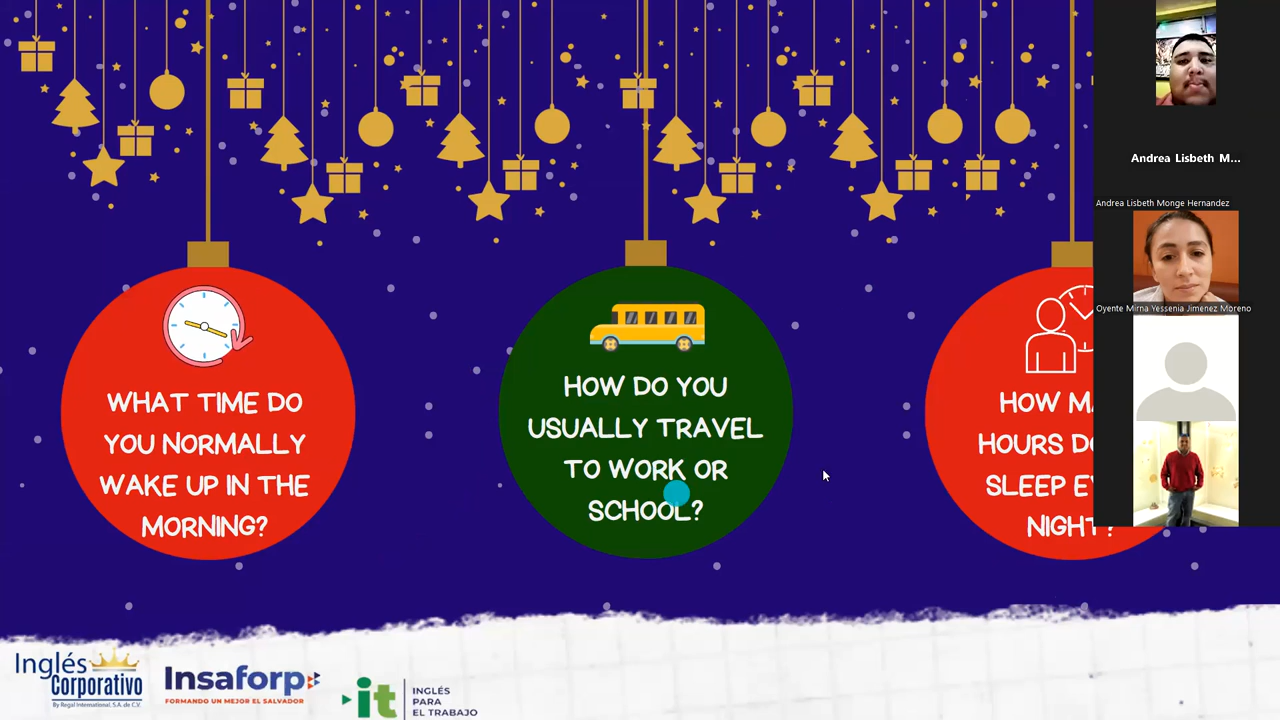 WHAT TIME DO
YOU NORMALLY
WAKE UP IN THE
MORNING?
HOW DO YOU
USUALLY TRAVEL
TO WORK OR
SCHOOL?
HOW
HOURS
SLEEP
NIGHT?
Andrea Lisbeth M...
Andrea Lisbeth Monge Hernandez
Oyente Mirna Yessenia Jimenez Moreno
Inglés
Corporativo
By Regal International, S.A. de C.V.
Insaforp
FORMANDO UN MEJOR EL SALVADOR
it
INGLÉS
PARA
EL TRABAJO